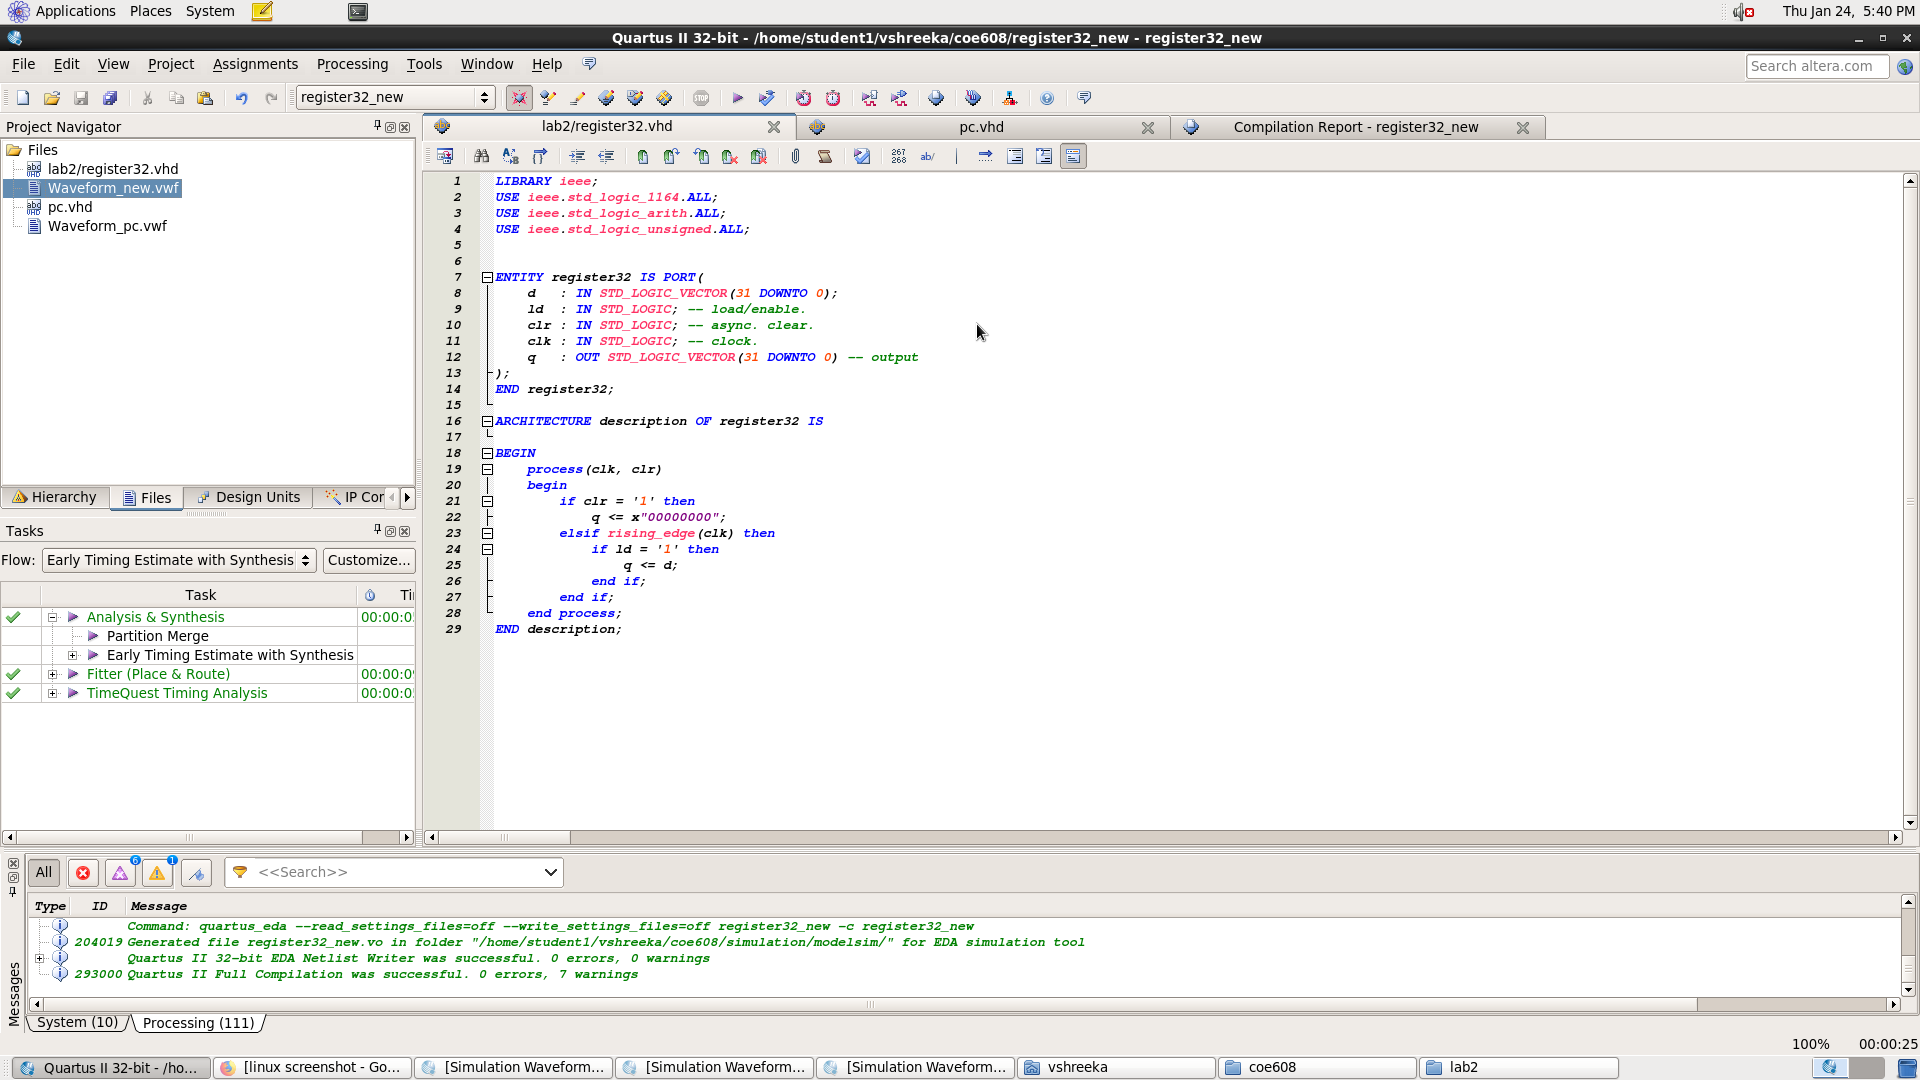 Applications Places System
Thu Jan 24, 5:40 PM
Quartus II 32-bit - /home/student1/vshreeka/coe608/register32_new - register32_new
File Edit View Project Assignments Processing Tools Window Help
Search altera.com
register32_new
STOP
Project Navigator
Files
lab2/register32.vhd
Waveform_new.vwf
pc.vhd
Waveform_pc.vwf
Hierarchy Files Design Units IP Cor
Tasks
Flow: Early Timing Estimate with Synthesis Customize...
Task Ti
Analysis & Synthesis 00:00:0
Partition Merge
Early Timing Estimate with Synthesis
Fitter (Place & Route) 00:00:0
TimeQuest Timing Analysis 00:00:0
lab2/register32.vhd pc.vhd Compilation Report - register32_new
267
268
ab/
1 LIBRARY ieee;
2 USE ieee.std_logic_1164.ALL;
3 USE ieee.std_logic_arith.ALL;
4 USE ieee.std_logic_unsigned.ALL;
5
6
7 ENTITY register32 IS PORT(
8 d : IN STD_LOGIC_VECTOR(31 DOWNTO 0);
9 ld : IN STD_LOGIC; -- load/enable.
10 clr : IN STD_LOGIC; -- async. clear.
11 clk : IN STD_LOGIC; -- clock.
12 q : OUT STD_LOGIC_VECTOR(31 DOWNTO 0) -- output
13 );
14 END register32;
15
16 ARCHITECTURE description OF register32 IS
17
18 BEGIN
19 process(clk, clr)
20 begin
21 if clr = '1' then
22 q <= x"00000000";
23 elsif rising_edge(clk) then
24 if ld = '1' then
25 q <= d;
26 end if;
27 end if;
28 end process;
29 END description;
All 6 1 <<Search>>
Type ID Message
Command: quartus_eda --read_settings_files=off --write_settings_files=off register32_new -c register32_new
204019 Generated file register32_new.vo in folder "/home/student1/vshreeka/coe608/simulation/modelsim/" for EDA simulation tool
Quartus II 32-bit EDA Netlist Writer was successful. 0 errors, 0 warnings
293000 Quartus II Full Compilation was successful. 0 errors, 7 warnings
Messages
System (10) Processing (111)
100% 00:00:25
Quartus II 32-bit - /ho... [linux screenshot - Go... [Simulation Waveform... [Simulation Waveform... [Simulation Waveform... vshreeka coe608 lab2